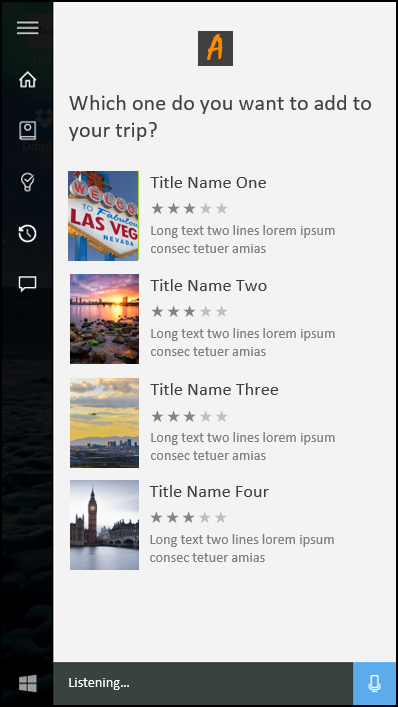 A
Which one do you want to add to
your trip?
WELCO
TO Fabulous
LAS VEG
NEVADA
Title Name One
Long text two lines lorem ipsum
consec tetuer amias
Title Name Two
Long text two lines lorem ipsum
consec tetuer amias
Title Name Three
Long text two lines lorem ipsum
consec tetuer amias
Title Name Four
Long text two lines lorem ipsum
consec tetuer amias
Listening...